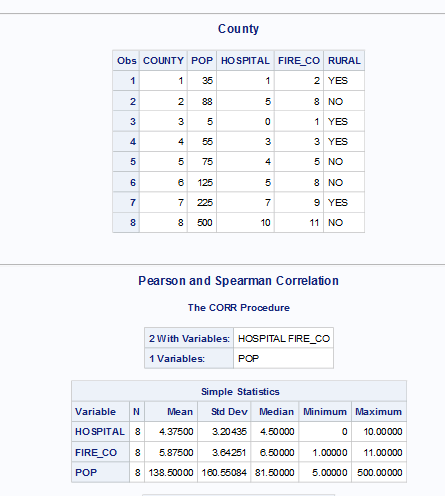 County
Obs COUNTY POP HOSPITAL FIRE_CO RURAL
1 1 35 1 2 YES
2 2 88 5 8 NO
3 3 5 0 1 YES
4 4 55 3 3 YES
5 5 75 4 5 NO
6 6 125 5 8 NO
7 7 225 7 9 YES
8 8 500 10 11 NO
Pearson and Spearman Correlation
The CORR Procedure
2 With Variables: HOSPITAL FIRE_CO
1 Variables: POP
Simple Statistics
Variable N Mean Std Dev Median Minimum Maximum
HOSPITAL 8 4.37500 3.20435 4.50000 0 10.00000
FIRE_CO 8 5.87500 3.64251 6.50000 1.00000 11.00000
POP 8 138.50000 160.55084 81.50000 5.00000 500.00000